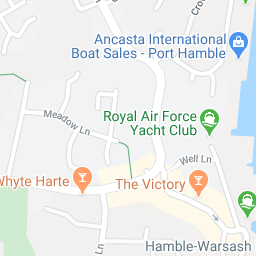 Cros
Ancasta International
Boat Sales - Port Hamble
Meadow Ln
Royal Air Force
Yacht Club
Well Ln
Whyte Harte
The Victory
Hamble-Warsash